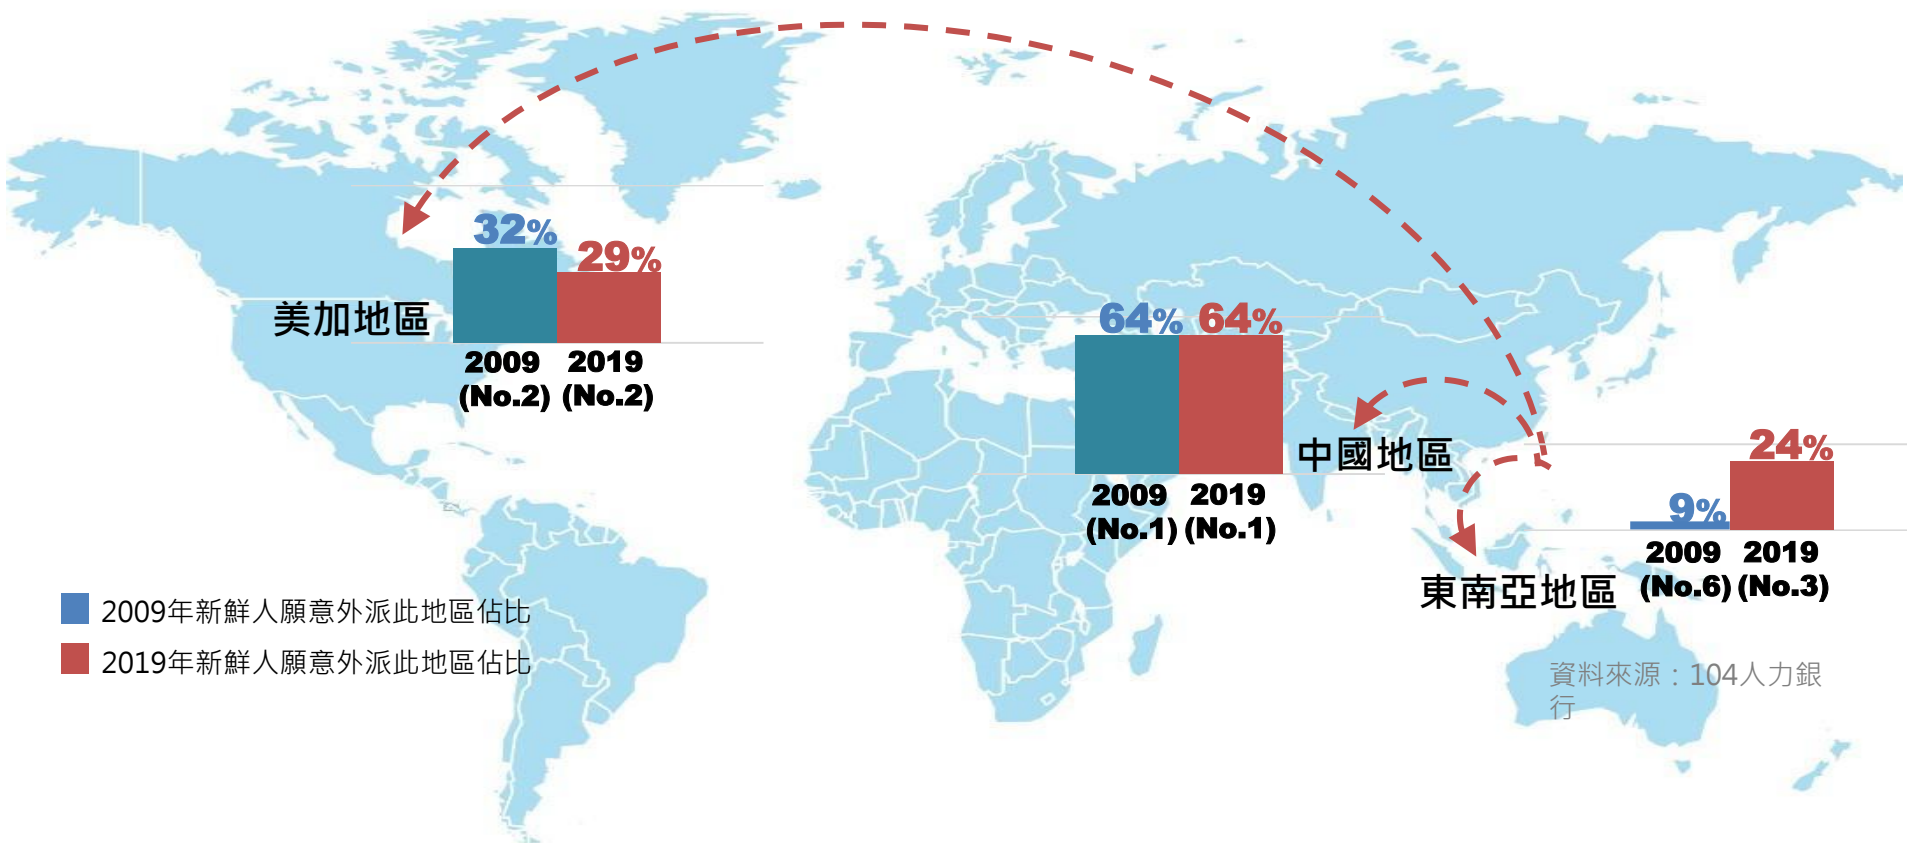 32%
29%
美加地區
2009
(No.2)
2019
(No.2)
64%
64%
中國地區
2009
(No.1)
2019
(No.1)
24%
9%
東南亞地區
2009
(No.6)
2019
(No.3)
2009年新鮮人願意外派此地區佔比
2019年新鮮人願意外派此地區佔比
資料來源：104人力銀
行